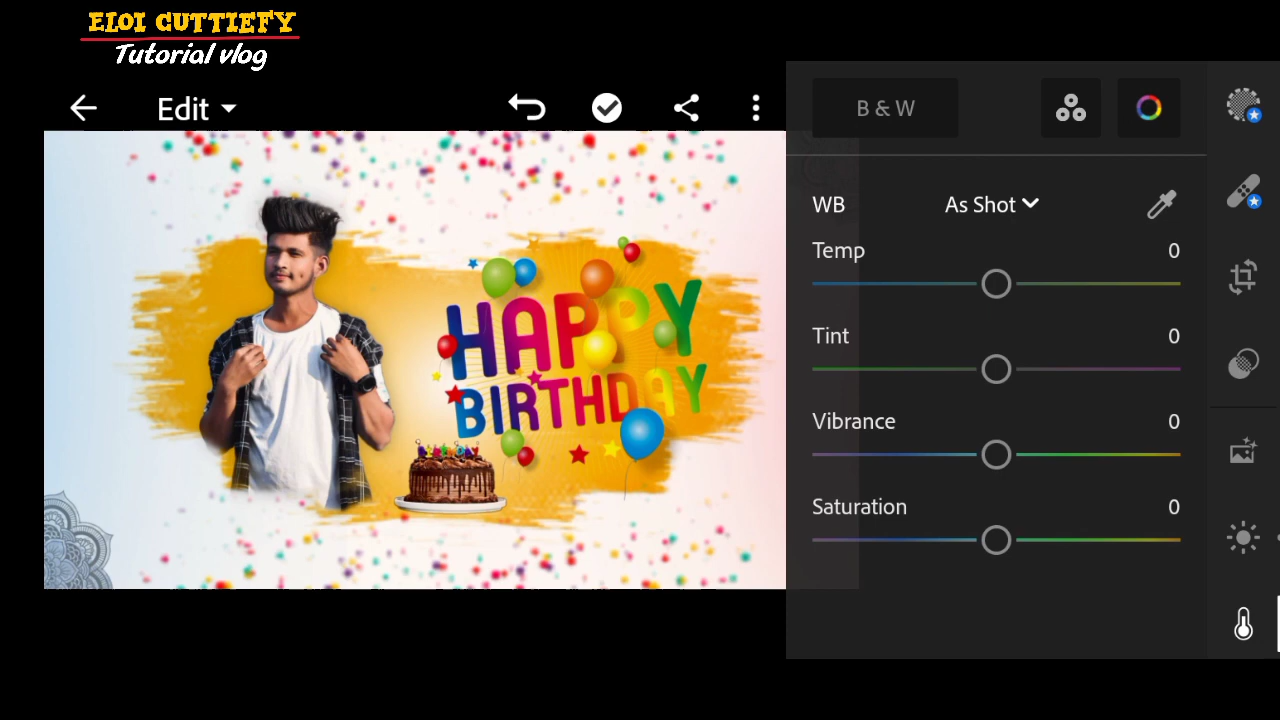 ELOI CUTTIEFY
Tutorial vlog
Edit
B & W
WB As Shot
Temp 0
Tint 0
Vibrance 0
Saturation 0
HAPPY
BIRTHDAY